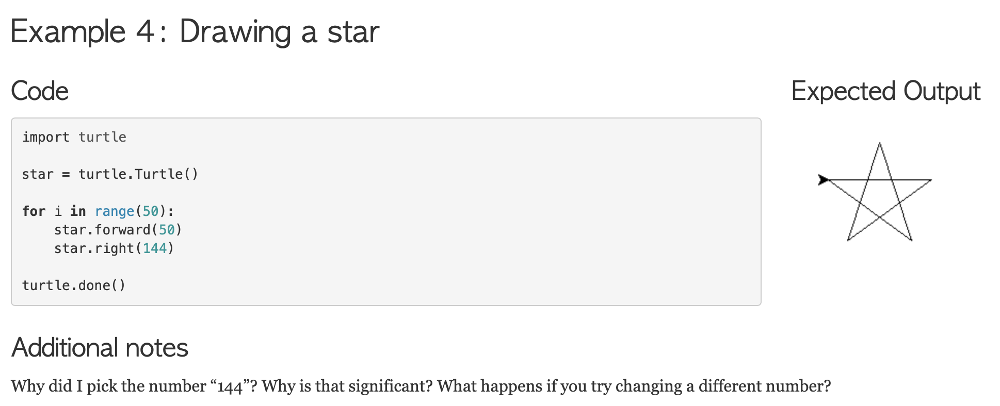 Example 4: Drawing a star
Code
Expected Output
import turtle
star = turtle.Turtle()
for i in range(50):
    star.forward(50)
    star.right(144)
turtle.done()
Additional notes
Why did I pick the number “144”? Why is that significant? What happens if you try changing a different number?